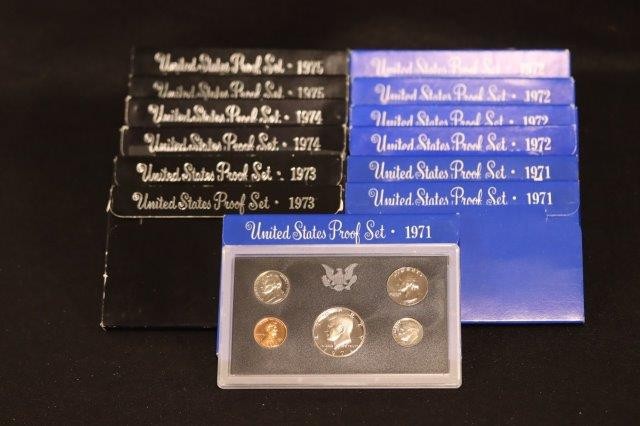 United States Proof Set · 1975
United States Proof Set · 1975
United States Proof Set · 1974
United States Proof Set · 1974
United States Proof Set · 1973
United States Proof Set · 1973
United States Proof Set · 1972
United States Proof Set · 1972
United States Proof Set · 1972
United States Proof Set · 1972
United States Proof Set · 1971
United States Proof Set · 1971
United States Proof Set · 1971